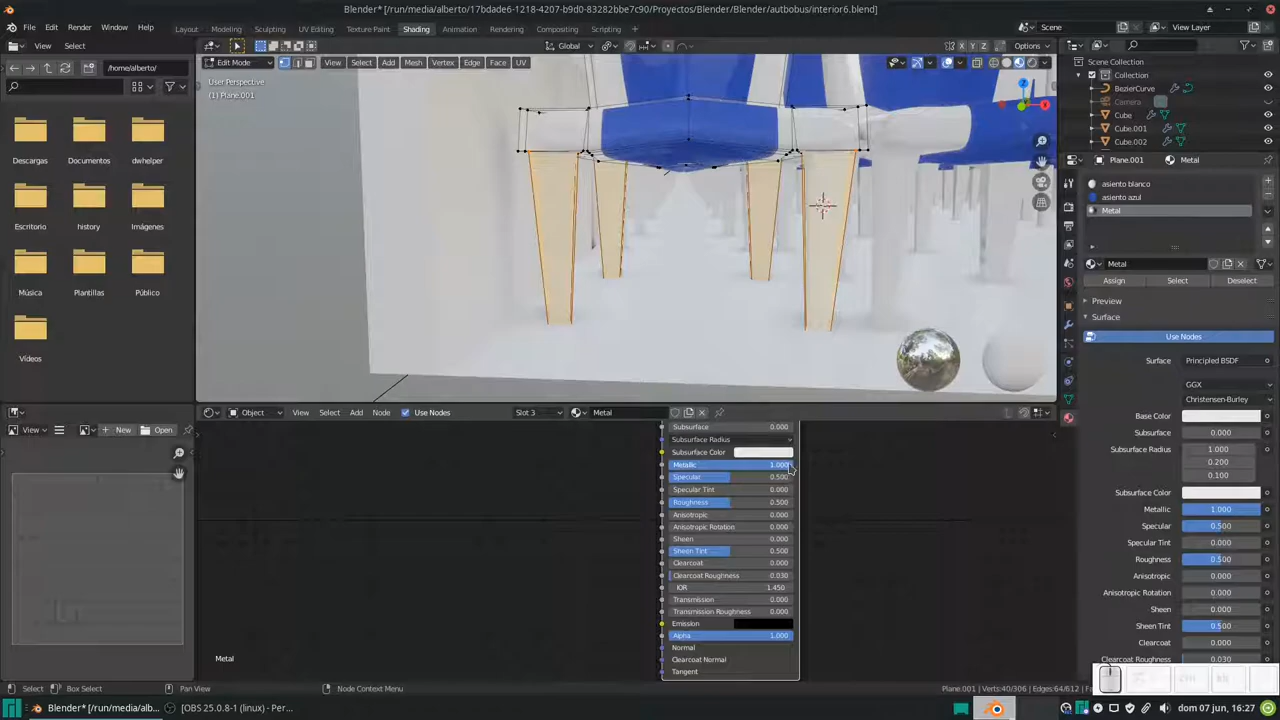 Blender* [/run/media/alberto/17bdade6-1218-4207-b9d0-83282bbe7c90/Proyectos/Blender/Blender/autbobus/interior6.blend]
File Edit Render Window Help
Layout Modeling Sculpting UV Editing Texture Paint Shading Animation Rendering Compositing Scripting
Scene
View Layer
View Select
Global
X Y Z
Options
Edit Mode
View Select Add Mesh Vertex Edge Face UV
/home/alberto/
User Perspective
(1) Plane.001
Descargas Documentos dwhelper
Escritorio history Imágenes
Música Plantillas Público
Vídeos
Scene Collection
Collection
BezierCurve
Camera
Cube
Cube.001
Cube.002
Plane.001 Metal
asiento blanco
asiento azul
Metal
Metal
Assign Select Deselect
Preview
Surface
Use Nodes
Surface Principled BSDF
GGX
Christensen-Burley
Base Color
Subsurface 0.000
Subsurface Radius 1.000
0.200
0.100
Subsurface Color
Metallic 1.000
Specular 0.500
Specular Tint 0.000
Roughness 0.500
Anisotropic 0.000
Anisotropic Rotation 0.000
Sheen 0.000
Sheen Tint 0.500
Clearcoat 0.000
Clearcoat Roughness 0.030
View
New
Open
Object
View Select Add Node
Use Nodes
Slot 3
Metal
Subsurface 0.000
Subsurface Radius
Subsurface Color
Metallic 1.000
Specular 0.500
Specular Tint 0.000
Roughness 0.500
Anisotropic 0.000
Anisotropic Rotation 0.000
Sheen 0.000
Sheen Tint 0.500
Clearcoat 0.000
Clearcoat Roughness 0.030
IOR 1.450
Transmission 0.000
Transmission Roughness 0.000
Emission
Alpha 1.000
Normal
Clearcoat Normal
Tangent
Metal
Select Box Select Pan View Node Context Menu
Plane.001 | Verts:40/306 | Edges:64/612 |
Blender* [/run/media/alb... [OBS 25.0.8-1 (linux) - Per...
dom 07 jun, 16:27